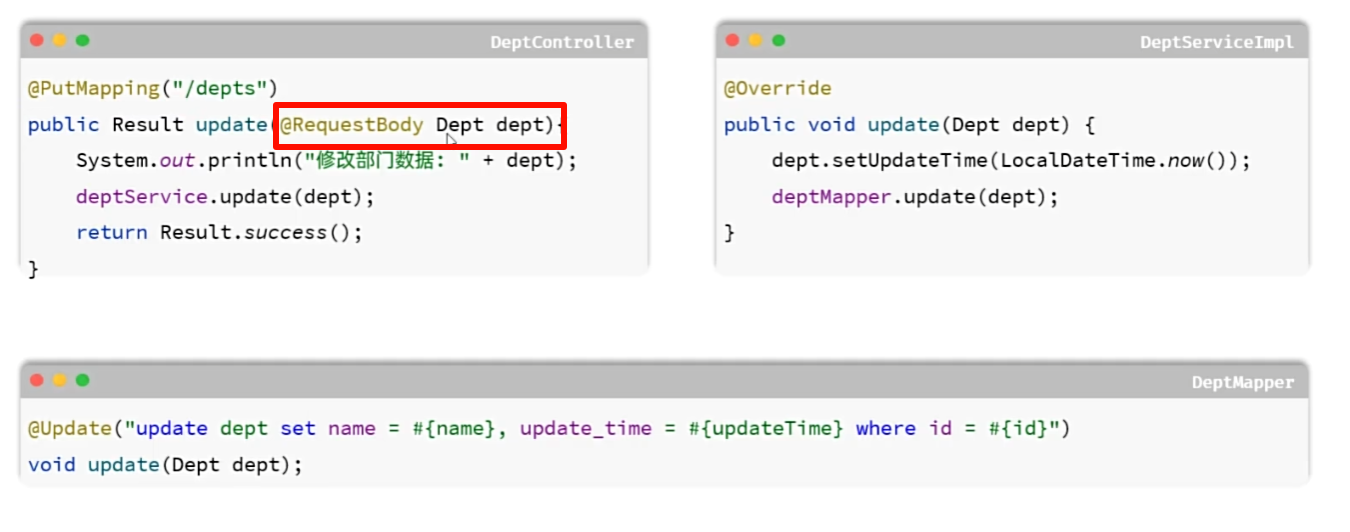 DeptController
@PutMapping("/depts")
public Result update(@RequestBody Dept dept){
System.out.println("修改部门数据: " + dept);
deptService.update(dept);
return Result.success();
}
DeptServiceImpl
@Override
public void update(Dept dept) {
dept.setUpdateTime(LocalDateTime.now());
deptMapper.update(dept);
}
DeptMapper
@Update("update dept set name = #{name}, update_time = #{updateTime} where id = #{id}")
void update(Dept dept);